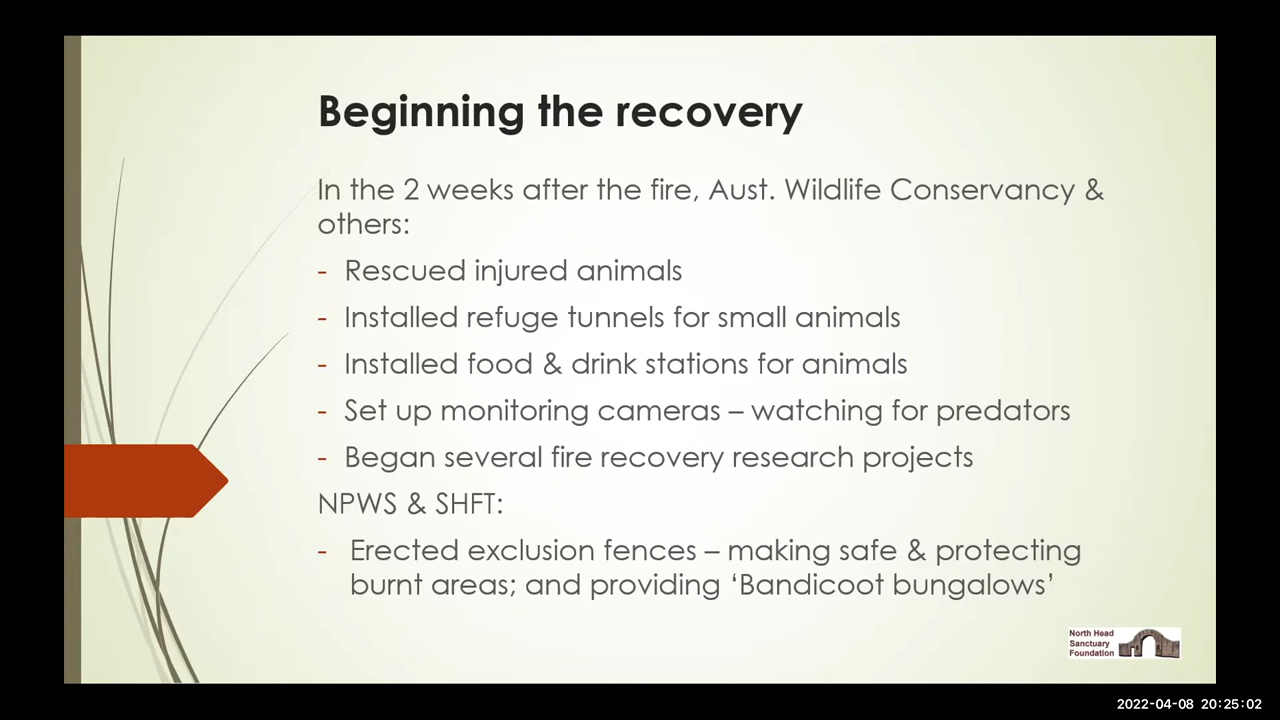 Beginning the recovery
In the 2 weeks after the fire, Aust. Wildlife Conservancy &
others:
- Rescued injured animals
- Installed refuge tunnels for small animals
- Installed food & drink stations for animals
- Set up monitoring cameras – watching for predators
- Began several fire recovery research projects
NPWS & SHFT:
- Erected exclusion fences – making safe & protecting
burnt areas; and providing ‘Bandicoot bungalows’
North Head
Sanctuary
Foundation
2022-04-08 20:25:02